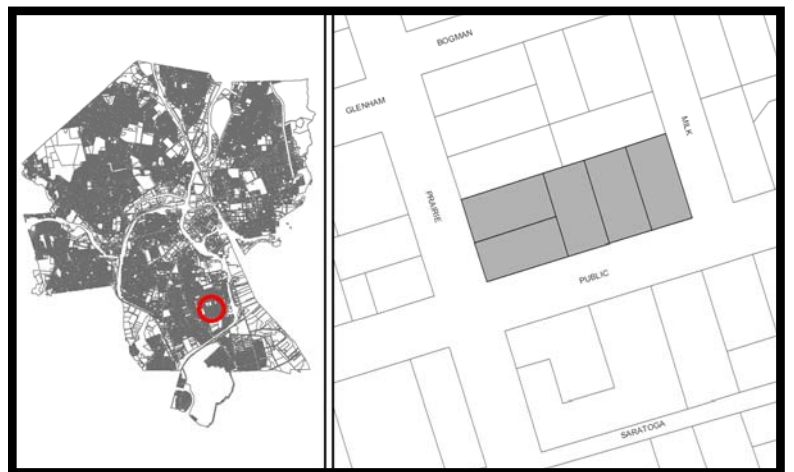 BOGMAN
GLENHAM
MILK
PRAIRIE
PUBLIC
SARATOGA